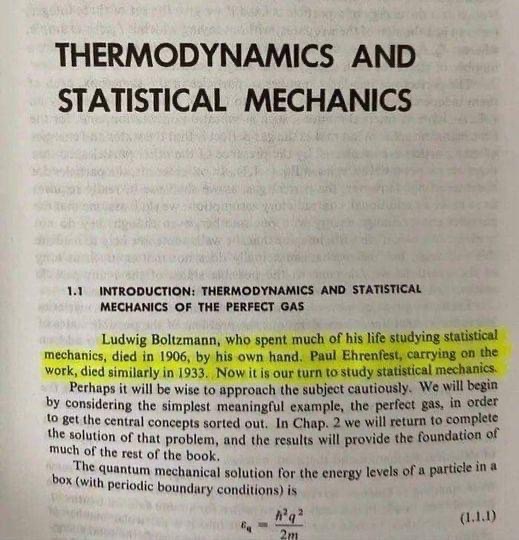 THERMODYNAMICS AND
STATISTICAL MECHANICS
1.1 INTRODUCTION: THERMODYNAMICS AND STATISTICAL
MECHANICS OF THE PERFECT GAS
Ludwig Boltzmann, who spent much of his life studying statistical
mechanics, died in 1906, by his own hand. Paul Ehrenfest, carrying on the
work, died similarly in 1933. Now it is our turn to study statistical mechanics.
Perhaps it will be wise to approach the subject cautiously. We will begin
by considering the simplest meaningful example, the perfect gas, in order
to get the central concepts sorted out. In Chap. 2 we will return to complete
the solution of that problem, and the results will provide the foundation of
much of the rest of the book.
The quantum mechanical solution for the energy levels of a particle in a
box (with periodic boundary conditions) is
ε_q = ħ²q² / 2m (1.1.1)